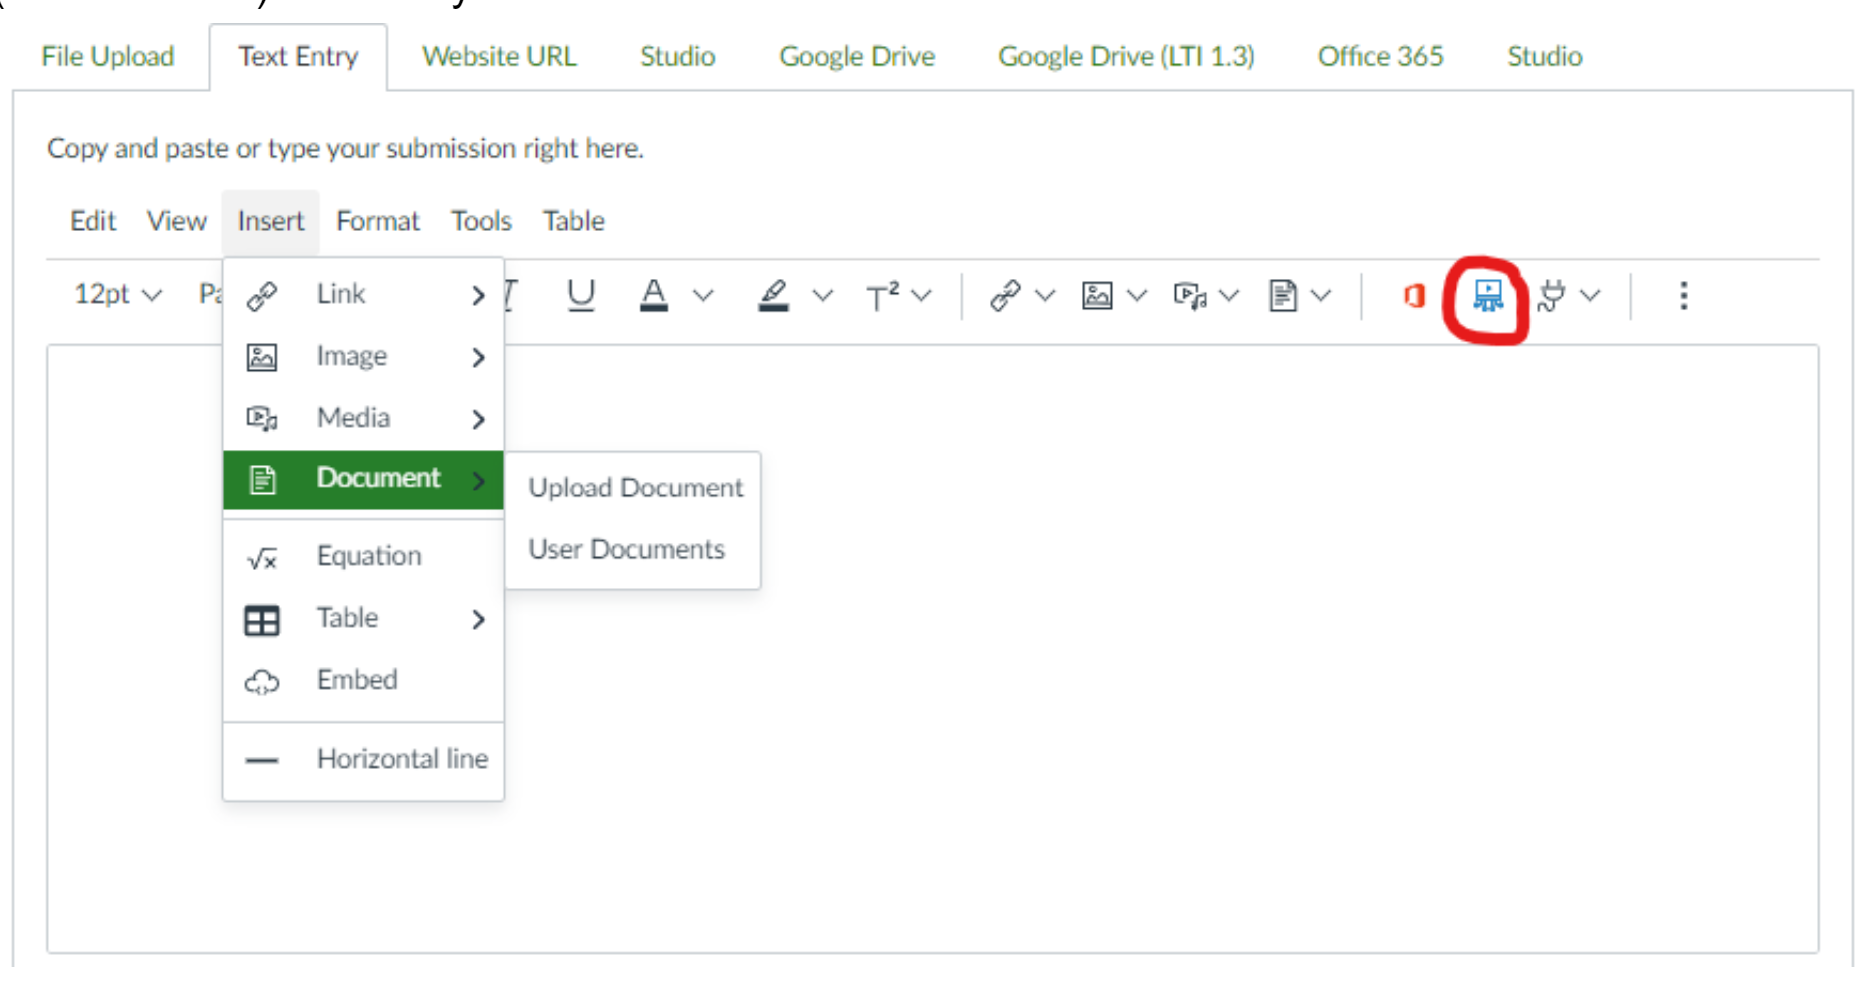 File Upload Text Entry Website URL Studio Google Drive Google Drive (LTI 1.3) Office 365 Studio
Copy and paste or type your submission right here.
Edit View Insert Format Tools Table
12pt
Link
Image
Media
Document
Upload Document
User Documents
Equation
Table
Embed
Horizontal line